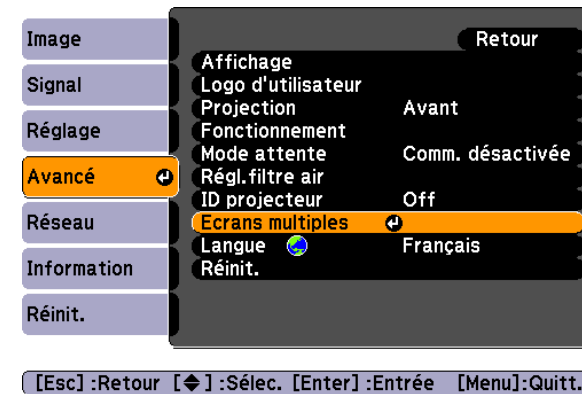 Image
Signal
Réglage
Avancé
Réseau
Information
Réinit.
Retour
Affichage
Logo d'utilisateur
Projection Avant
Fonctionnement
Mode attente Comm. désactivée
Régl.filtre air
ID projecteur Off
Ecrans multiples
Langue Français
Réinit.
[Esc] :Retour [◆] :Sélec. [Enter] :Entrée [Menu]:Quitt.